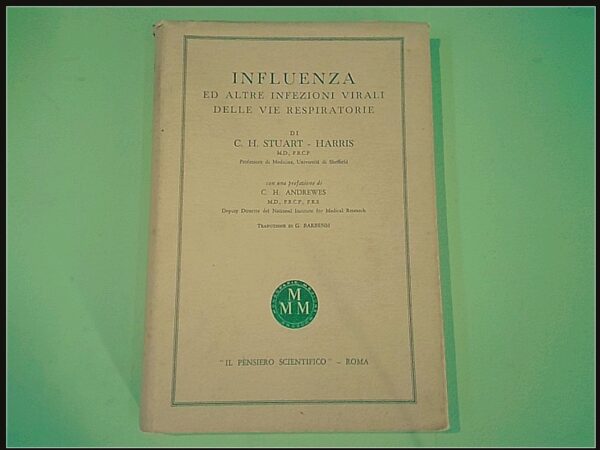 INFLUENZA
ED ALTRE INFEZIONI VIRALI
DELLE VIE RESPIRATORIE
DI
C. H. STUART - HARRIS
M.D., F.R.C.P.
Professore di Medicina, Università di Sheffield
con una prefazione di
C. H. ANDREWES
M.D., F.R.C.P., F.R.S.
Deputy Director del National Institute for Medical Research
TRADUZIONE DI G. BARBENSI
M
MMM
"IL PENSIERO SCIENTIFICO" - ROMA